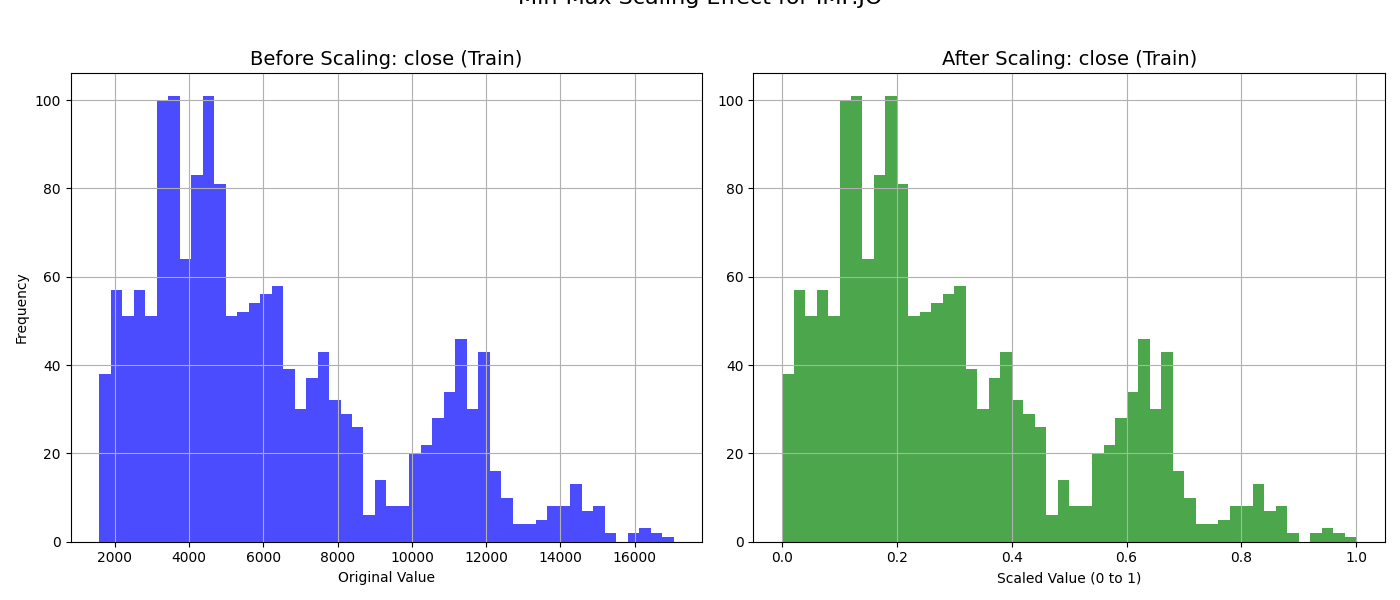 Min-Max Scaling Effect for IMP.JO
Before Scaling: close (Train)
After Scaling: close (Train)
Frequency
100
80
60
40
20
0
2000 4000 6000 8000 10000 12000 14000 16000
Original Value
100
80
60
40
20
0
0.0 0.2 0.4 0.6 0.8 1.0
Scaled Value (0 to 1)